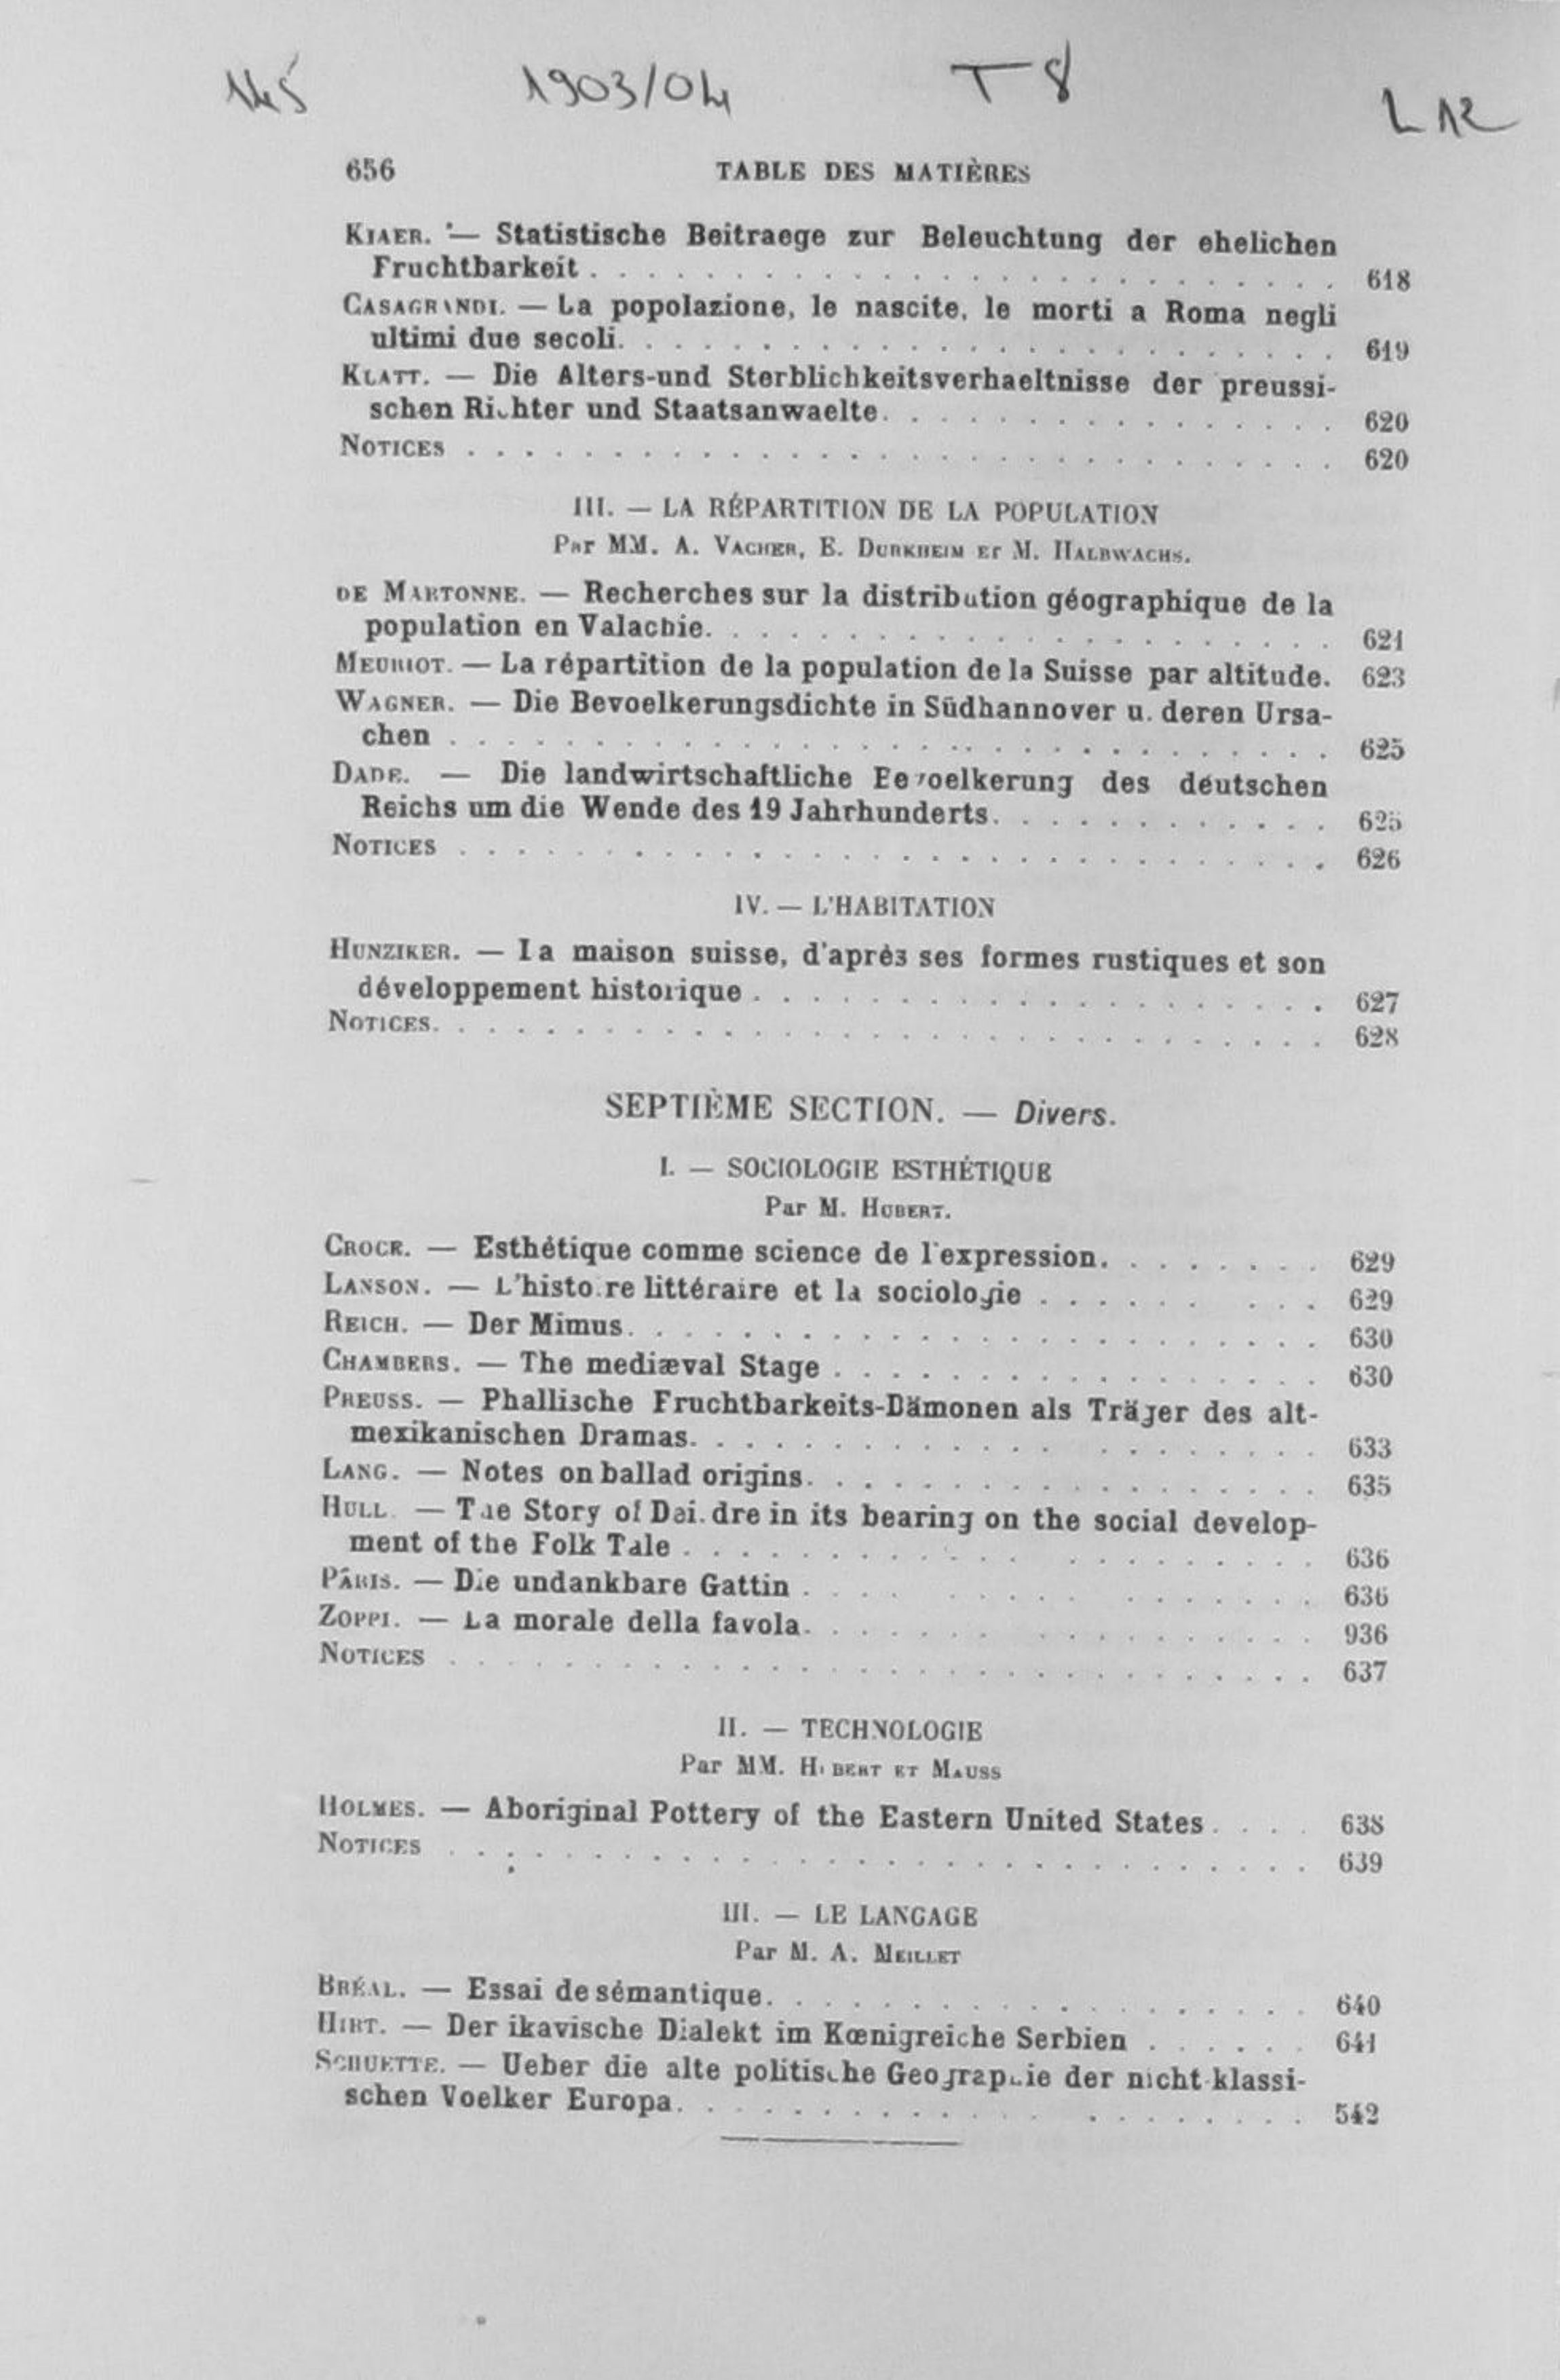 145 1903/04 T 8 L 12
656 TABLE DES MATIÈRES
KIAER. — Statistische Beitraege zur Beleuchtung der ehelichen
Fruchtbarkeit . . . . . . . . . . . . . . . . . . . . . . . . . . 618
CASAGRANDI. — La popolazione, le nascite, le morti a Roma negli
ultimi due secoli. . . . . . . . . . . . . . . . . . . . . . . . . 619
KLATT. — Die Alters-und Sterblichkeitsverhaeltnisse der preussi-
schen Richter und Staatsanwaelte. . . . . . . . . . . . . . . . 620
NOTICES . . . . . . . . . . . . . . . . . . . . . . . . . . . . . . 620
III. — LA RÉPARTITION DE LA POPULATION
Par MM. A. VACHER, E. DURKHEIM ET M. HALBWACHS.
DE MARTONNE. — Recherches sur la distribution géographique de la
population en Valachie. . . . . . . . . . . . . . . . . . . . . . 621
MEURIOT. — La répartition de la population de la Suisse par altitude. 623
WAGNER. — Die Bevoelkerungsdichte in Südhannover u. deren Ursa-
chen . . . . . . . . . . . . . . . . . . . . . . . . . . . . . . . 625
DADE. — Die landwirtschaftliche Bevoelkerung des deutschen
Reichs um die Wende des 19 Jahrhunderts. . . . . . . . . . . . 625
NOTICES . . . . . . . . . . . . . . . . . . . . . . . . . . . . . . 626
IV. — L'HABITATION
HUNZIKER. — La maison suisse, d'après ses formes rustiques et son
développement historique . . . . . . . . . . . . . . . . . . . . 627
NOTICES. . . . . . . . . . . . . . . . . . . . . . . . . . . . . . 628
SEPTIÈME SECTION. — Divers.
I. — SOCIOLOGIE ESTHÉTIQUE
Par M. HUBERT.
CROCE. — Esthétique comme science de l'expression. . . . . . . . 629
LANSON. — L'histoire littéraire et la sociologie . . . . . . . . . 629
REICH. — Der Mimus. . . . . . . . . . . . . . . . . . . . . . . . 630
CHAMBERS. — The mediæval Stage . . . . . . . . . . . . . . . . . 630
PREUSS. — Phallische Fruchtbarkeits-Dämonen als Träger des alt-
mexikanischen Dramas. . . . . . . . . . . . . . . . . . . . . 633
LANG. — Notes on ballad origins. . . . . . . . . . . . . . . . . . 635
HULL. — The Story of Deirdre in its bearing on the social develop-
ment of the Folk Tale . . . . . . . . . . . . . . . . . . . . . 636
PÂRIS. — Die undankbare Gattin . . . . . . . . . . . . . . . . 636
ZOPPI. — La morale della favola. . . . . . . . . . . . . . . . . 936
NOTICES . . . . . . . . . . . . . . . . . . . . . . . . . . . . . . 637
II. — TECHNOLOGIE
Par MM. HUBERT ET MAUSS
HOLMES. — Aboriginal Pottery of the Eastern United States . . . . 638
NOTICES . . . . . . . . . . . . . . . . . . . . . . . . . . . . . . 639
III. — LE LANGAGE
Par M. A. MEILLET
BRÉAL. — Essai de sémantique. . . . . . . . . . . . . . . . . . . 640
HIRT. — Der ikavische Dialekt im Kœnigreiche Serbien . . . . . . 641
SCHUETTE. — Ueber die alte politische Geographie der nicht-klassi-
schen Voelker Europa. . . . . . . . . . . . . . . . . . . . . . 542